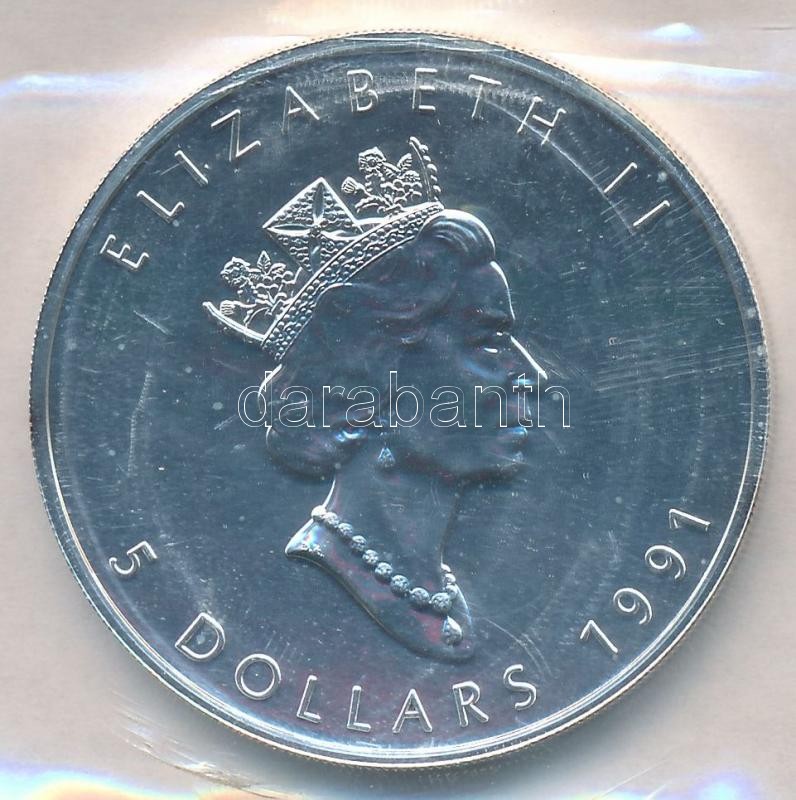 ELIZABETH II
darabanth
5 DOLLARS 1991